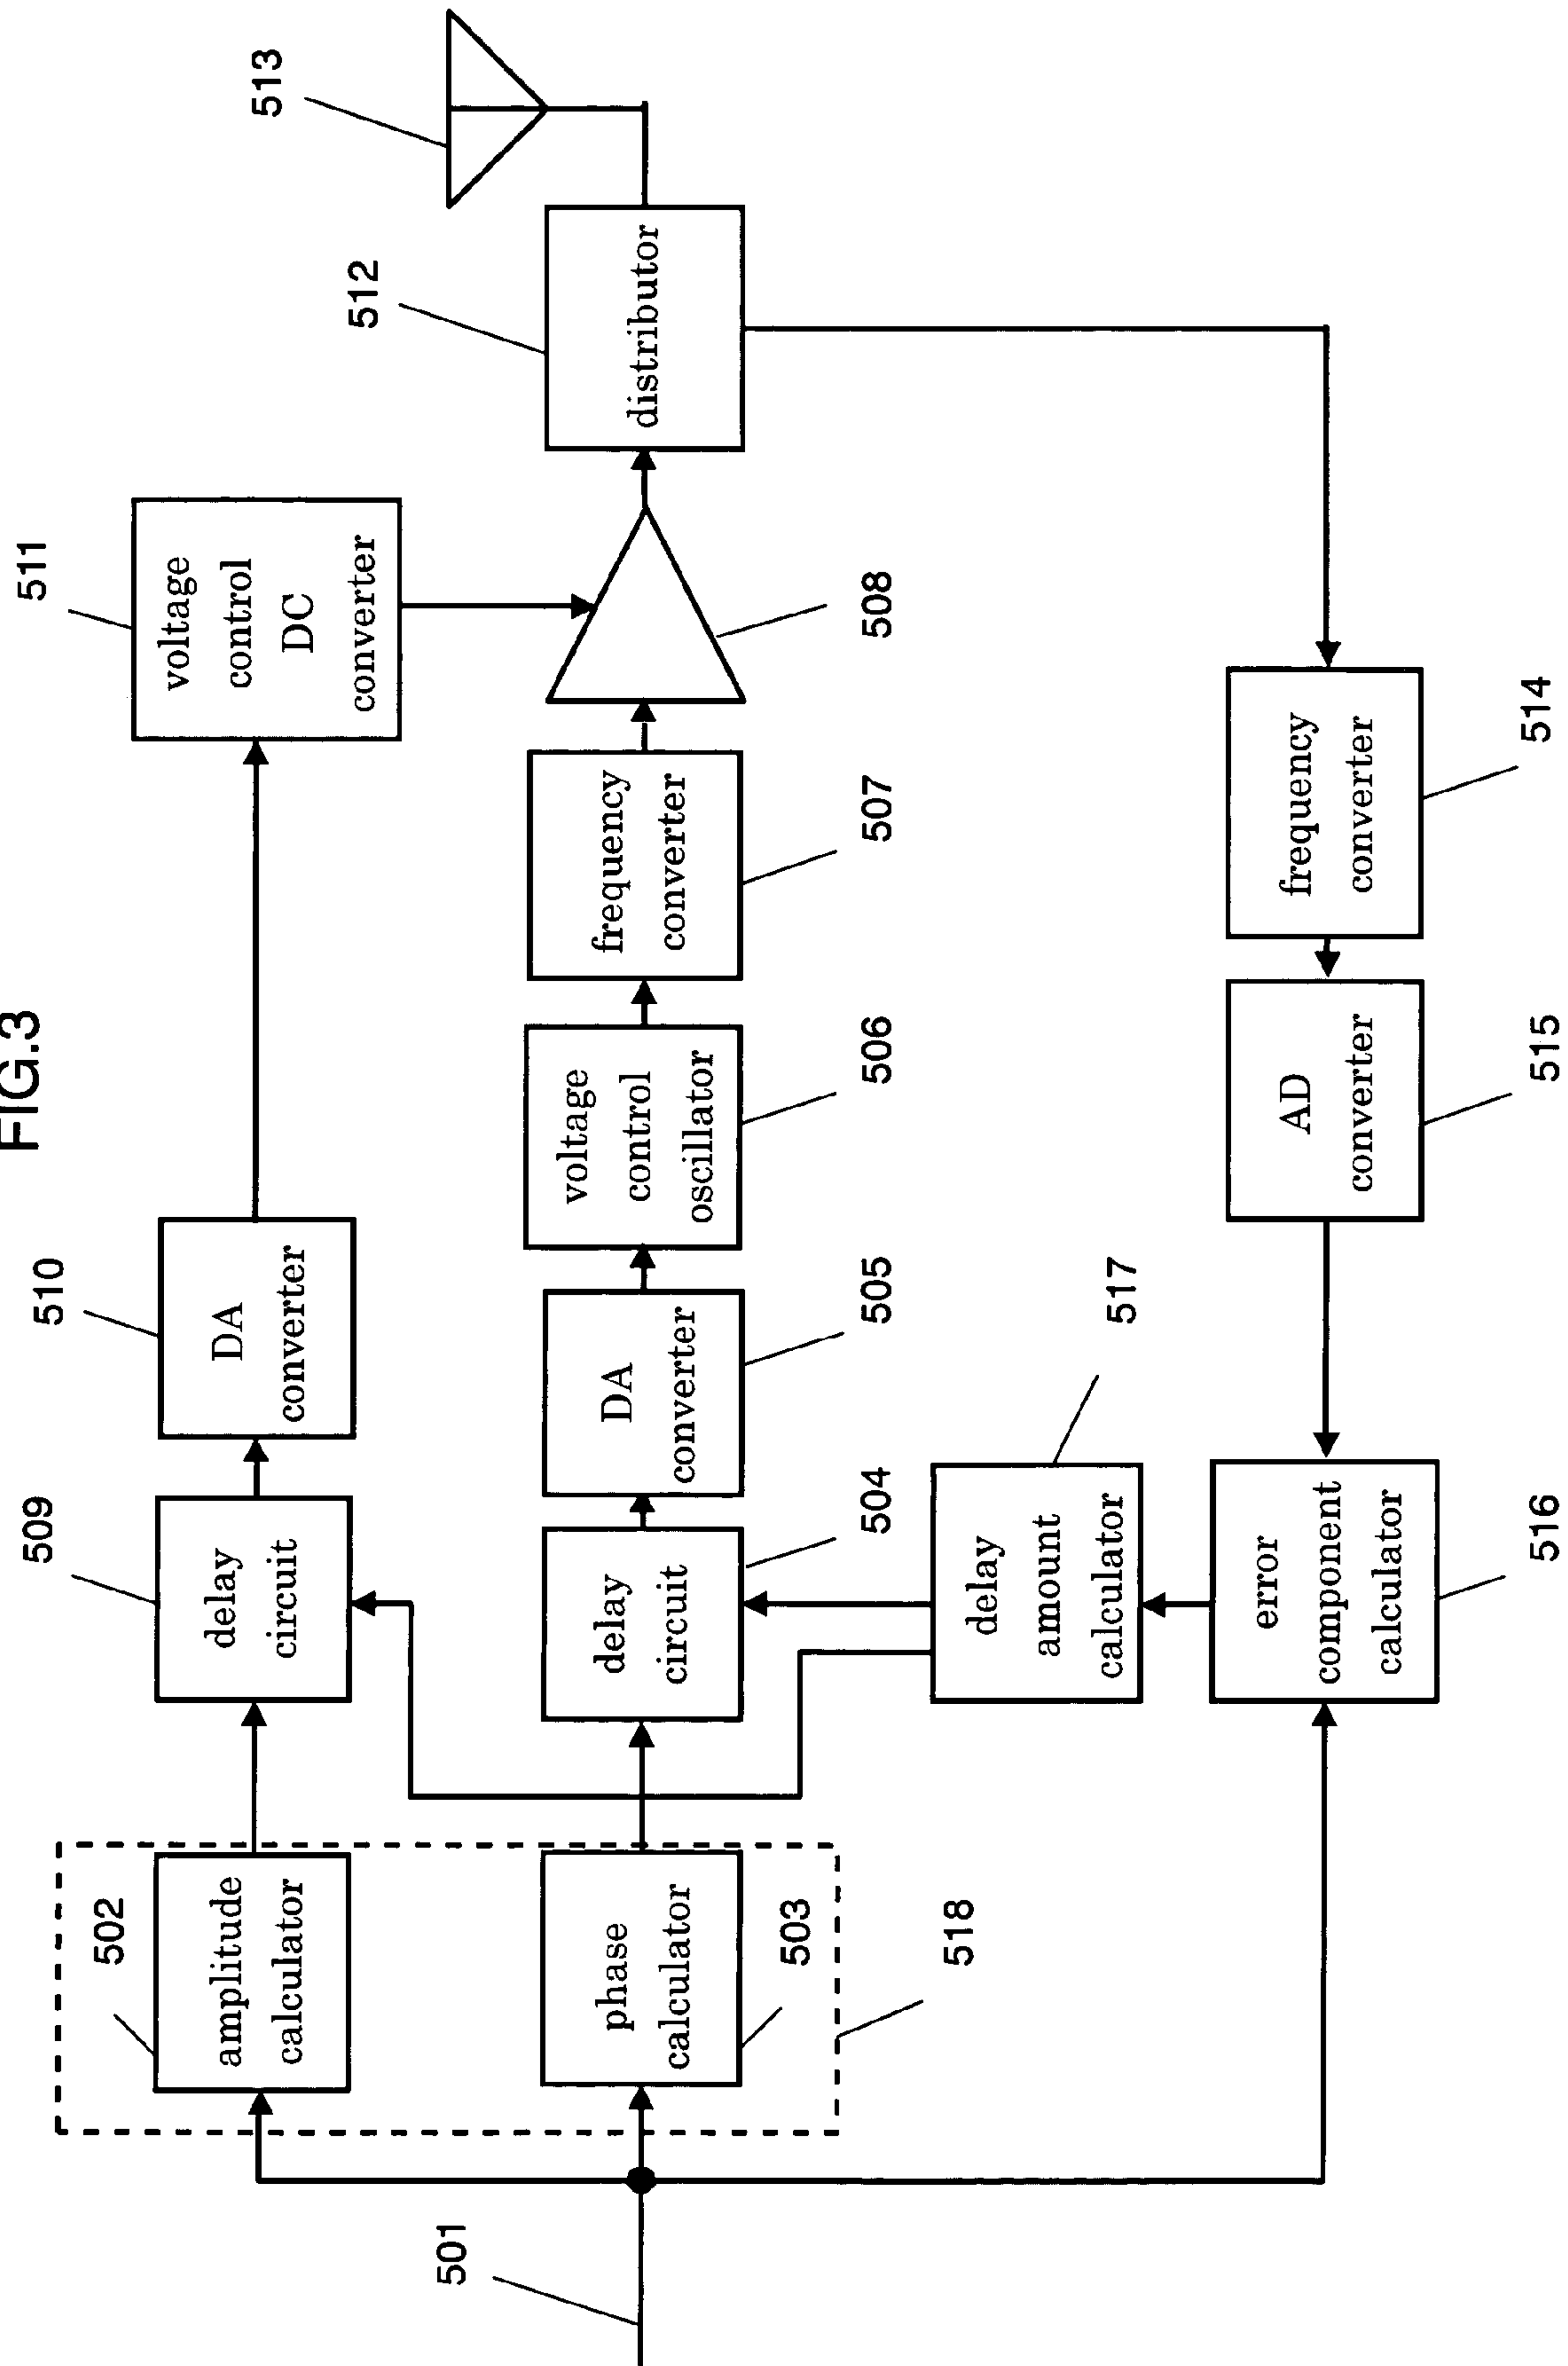 FIG.3
511
voltage
control
DC
converter
513
510
DA
converter
512
distributor
509
delay
circuit
502
amplitude
calculator
501
phase
calculator
503
518
delay
circuit
504
DA
converter
505
voltage
control
oscillator
506
frequency
converter
507
508
delay
amount
calculator
517
error
component
calculator
516
AD
converter
515
frequency
converter
514